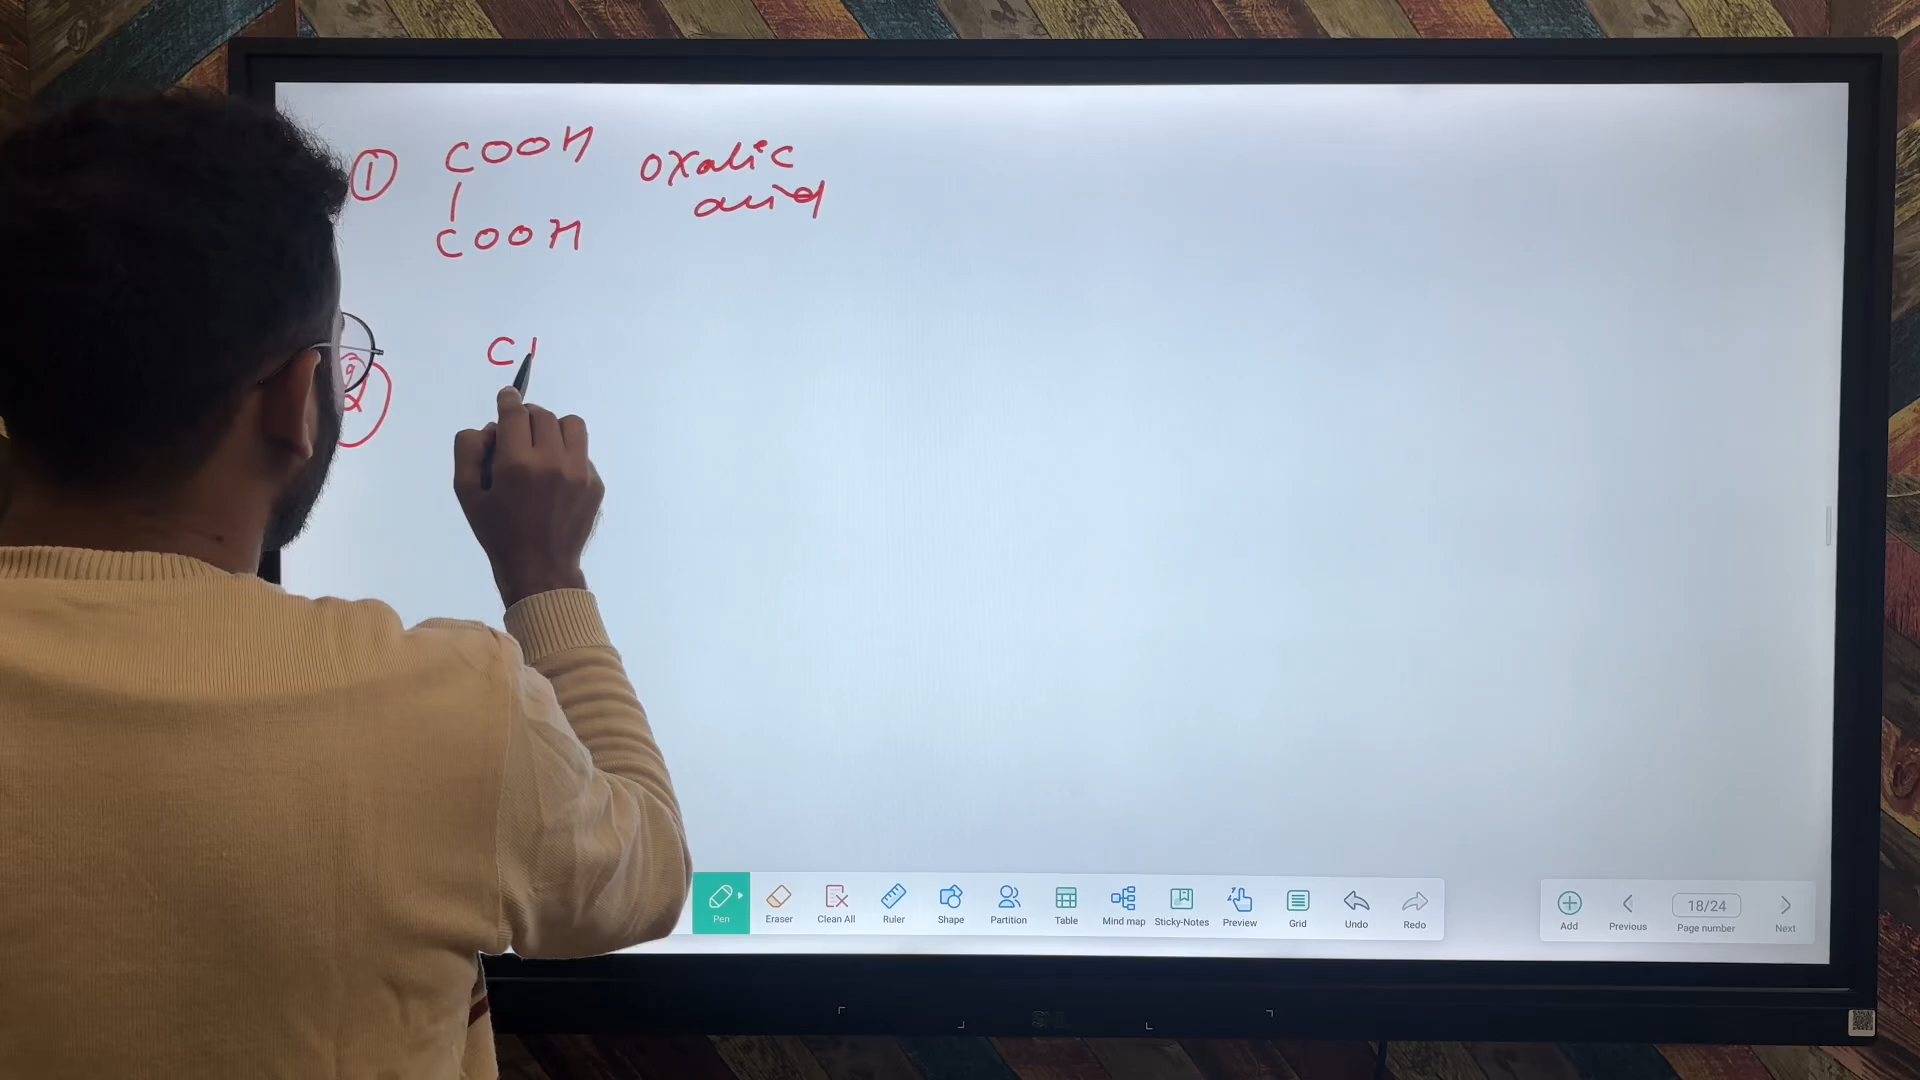 ① COOH oxalic
acid
|
COOH
2 Cl
Pen Eraser Clean All Ruler Shape Partition Table Mind map Sticky-Notes Preview Grid Undo Redo
Add Previous 18/24 Page number Next